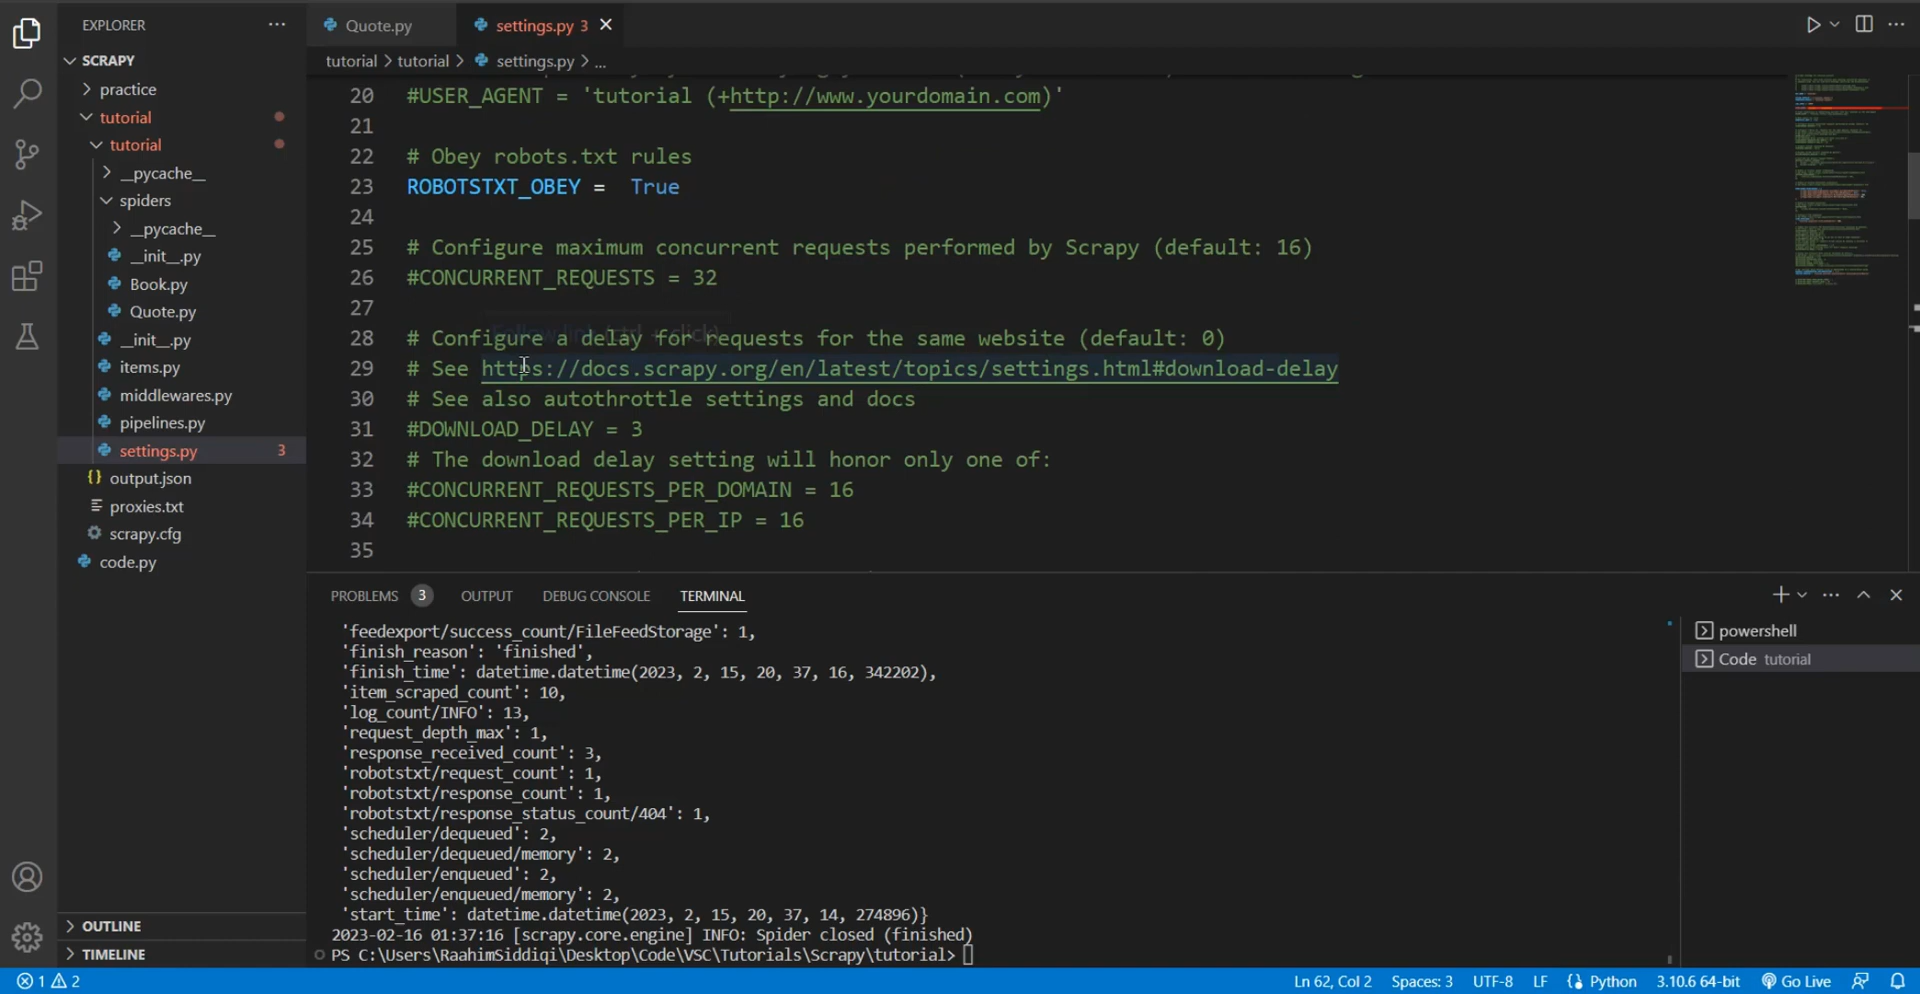 EXPLORER
SCRAPY
practice
tutorial
tutorial
__pycache__
spiders
__pycache__
__init__.py
Book.py
Quote.py
__init__.py
items.py
middlewares.py
pipelines.py
settings.py 3
output.json
proxies.txt
scrapy.cfg
code.py
OUTLINE
TIMELINE
Quote.py
settings.py 3
tutorial > tutorial > settings.py > ...
20 #USER_AGENT = 'tutorial (+http://www.yourdomain.com)'
21
22 # Obey robots.txt rules
23 ROBOTSTXT_OBEY = True
24
25 # Configure maximum concurrent requests performed by Scrapy (default: 16)
26 #CONCURRENT_REQUESTS = 32
27
28 # Configure a delay for requests for the same website (default: 0)
29 # See https://docs.scrapy.org/en/latest/topics/settings.html#download-delay
30 # See also autothrottle settings and docs
31 #DOWNLOAD_DELAY = 3
32 # The download delay setting will honor only one of:
33 #CONCURRENT_REQUESTS_PER_DOMAIN = 16
34 #CONCURRENT_REQUESTS_PER_IP = 16
35
PROBLEMS 3 OUTPUT DEBUG CONSOLE TERMINAL
'feedexport/success_count/FileFeedStorage': 1,
'finish_reason': 'finished',
'finish_time': datetime.datetime(2023, 2, 15, 20, 37, 16, 342202),
'item_scraped_count': 10,
'log_count/INFO': 13,
'request_depth_max': 1,
'response_received_count': 3,
'robotstxt/request_count': 1,
'robotstxt/response_count': 1,
'robotstxt/response_status_count/404': 1,
'scheduler/dequeued': 2,
'scheduler/dequeued/memory': 2,
'scheduler/enqueued': 2,
'scheduler/enqueued/memory': 2,
'start_time': datetime.datetime(2023, 2, 15, 20, 37, 14, 274896)}
2023-02-16 01:37:16 [scrapy.core.engine] INFO: Spider closed (finished)
PS C:\Users\RaahimSiddiqi\Desktop\Code\VSC\Tutorials\Scrapy\tutorial>
powershell
Code tutorial
1 2 Ln 62, Col 2 Spaces: 3 UTF-8 LF Python 3.10.6 64-bit Go Live